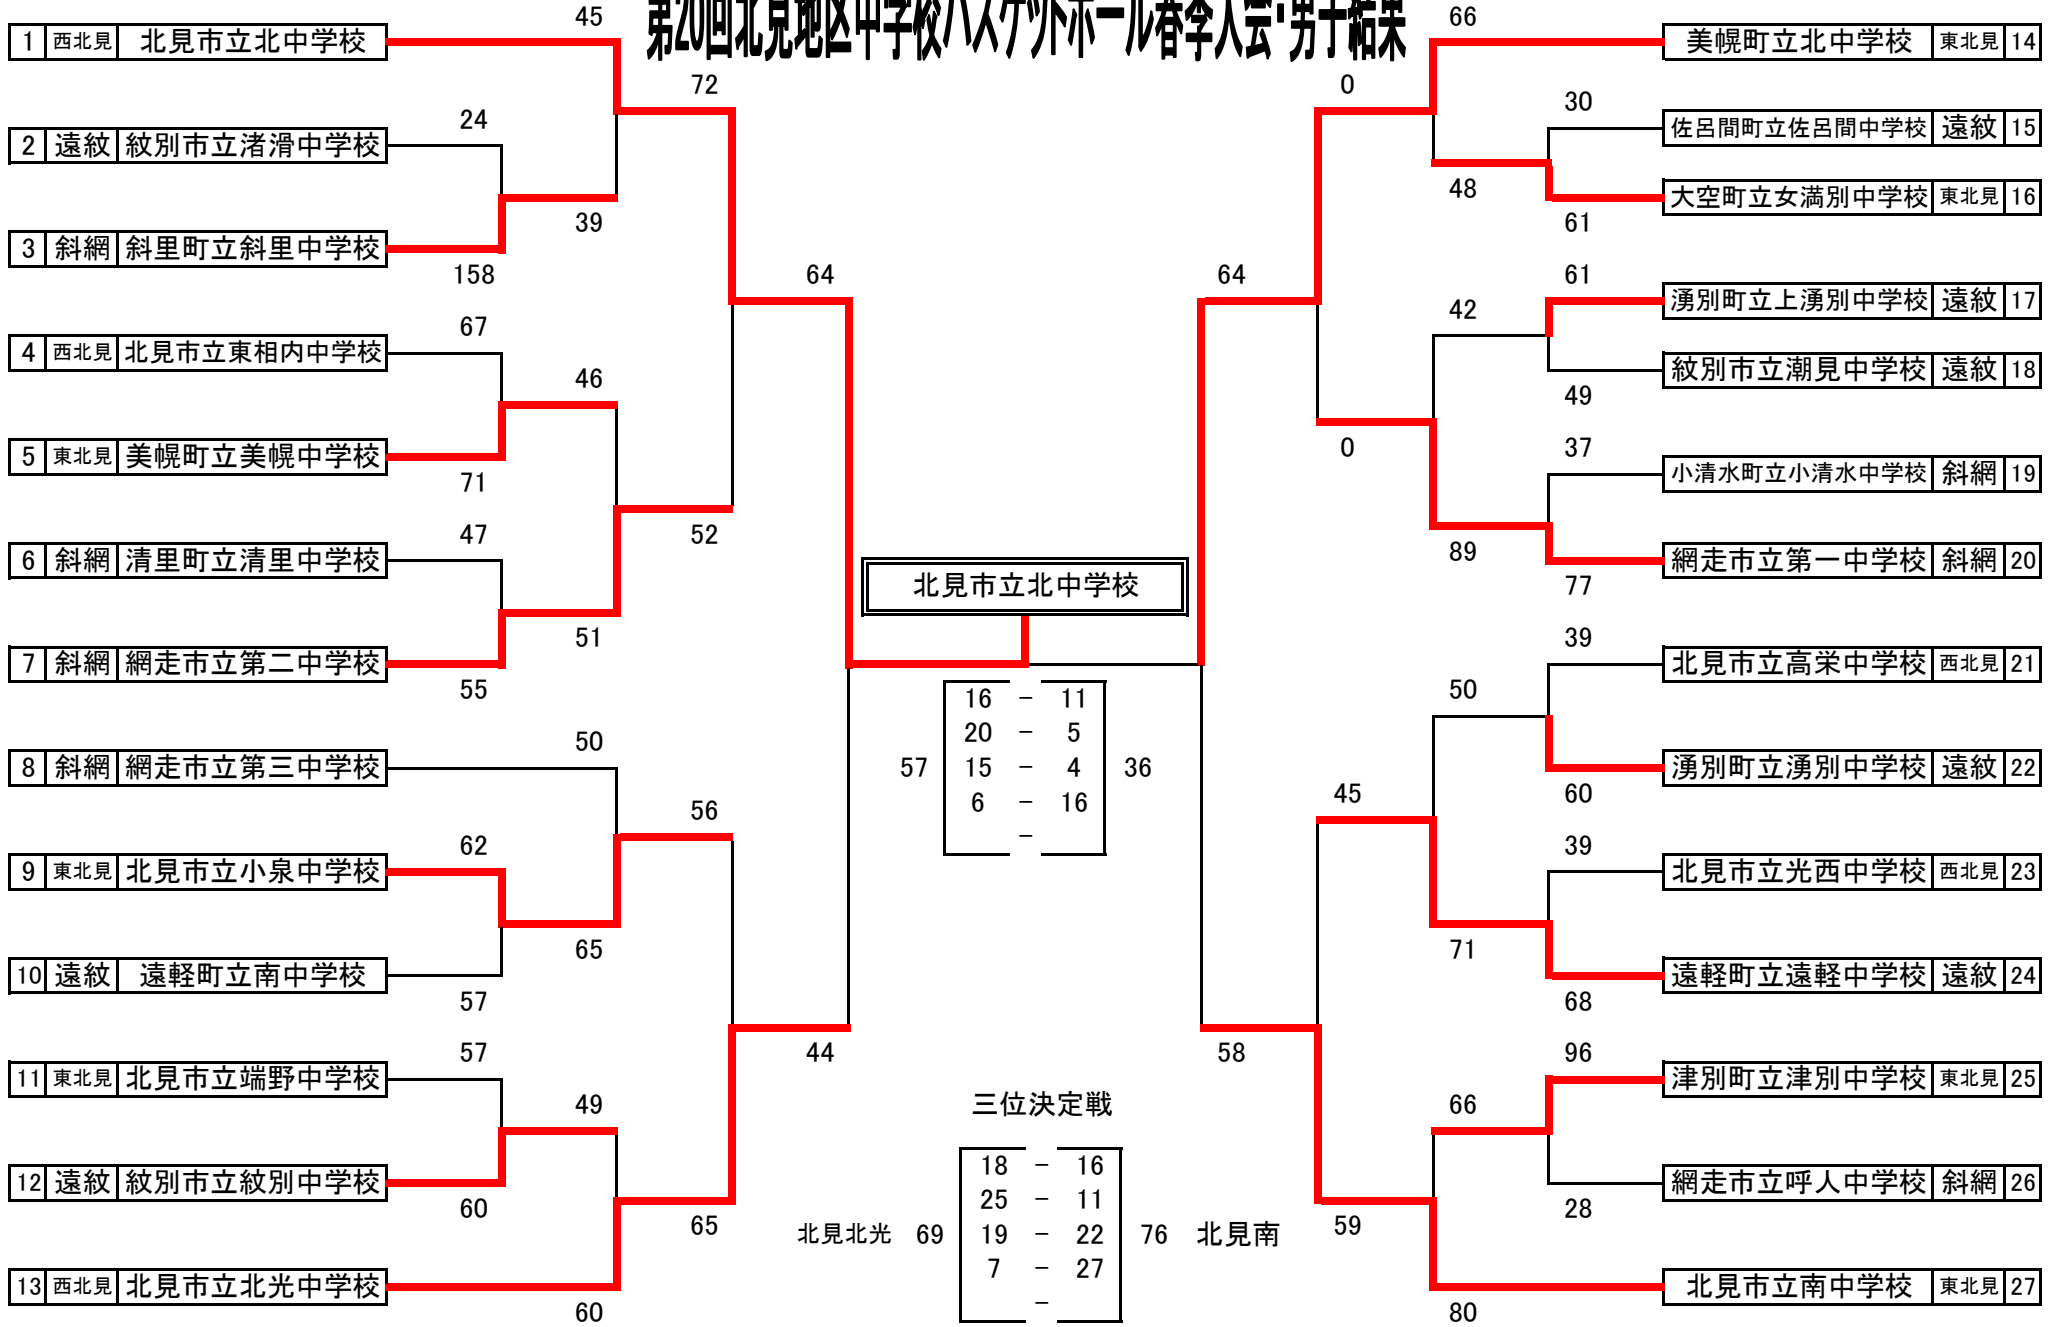 第20回北見地区中学校バスケットボール春季大会・男子結果
1 西北見 北見市立北中学校
45
24
2 遠紋 紋別市立渚滑中学校
72
39
3 斜網 斜里町立斜里中学校
158
64
67
4 西北見 北見市立東相内中学校
46
5 東北見 美幌町立美幌中学校
71
52
47
6 斜網 清里町立清里中学校
51
7 斜網 網走市立第二中学校
55
50
8 斜網 網走市立第三中学校
56
62
9 東北見 北見市立小泉中学校
65
10 遠紋 遠軽町立南中学校
57
44
57
11 東北見 北見市立端野中学校
49
12 遠紋 紋別市立紋別中学校
60
65
13 西北見 北見市立北光中学校
60
北見市立北中学校
16 - 11
20 - 5
57 15 - 4 36
6 - 16
-
三位決定戦
18 - 16
25 - 11
北見北光 69 19 - 22 76 北見南
7 - 27
-
66
美幌町立北中学校 東北見 14
0
30
佐呂間町立佐呂間中学校 遠紋 15
48
大空町立女満別中学校 東北見 16
61
64
61
湧別町立上湧別中学校 遠紋 17
42
紋別市立潮見中学校 遠紋 18
49
0
37
小清水町立小清水中学校 斜網 19
89
網走市立第一中学校 斜網 20
77
39
北見市立高栄中学校 西北見 21
50
湧別町立湧別中学校 遠紋 22
60
45
39
北見市立光西中学校 西北見 23
71
遠軽町立遠軽中学校 遠紋 24
68
58
96
津別町立津別中学校 東北見 25
66
網走市立呼人中学校 斜網 26
28
59
北見市立南中学校 東北見 27
80